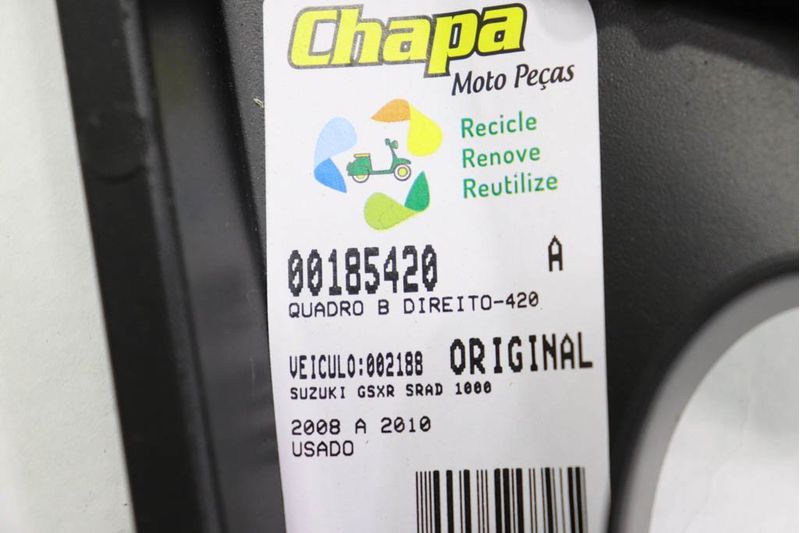 Chapa
Moto Peças
Recicle
Renove
Reutilize
00185420 A
QUADRO B DIREITO-420
VEICULO:002188 ORIGINAL
SUZUKI GSXR SRAD 1000
2008 A 2010
USADO